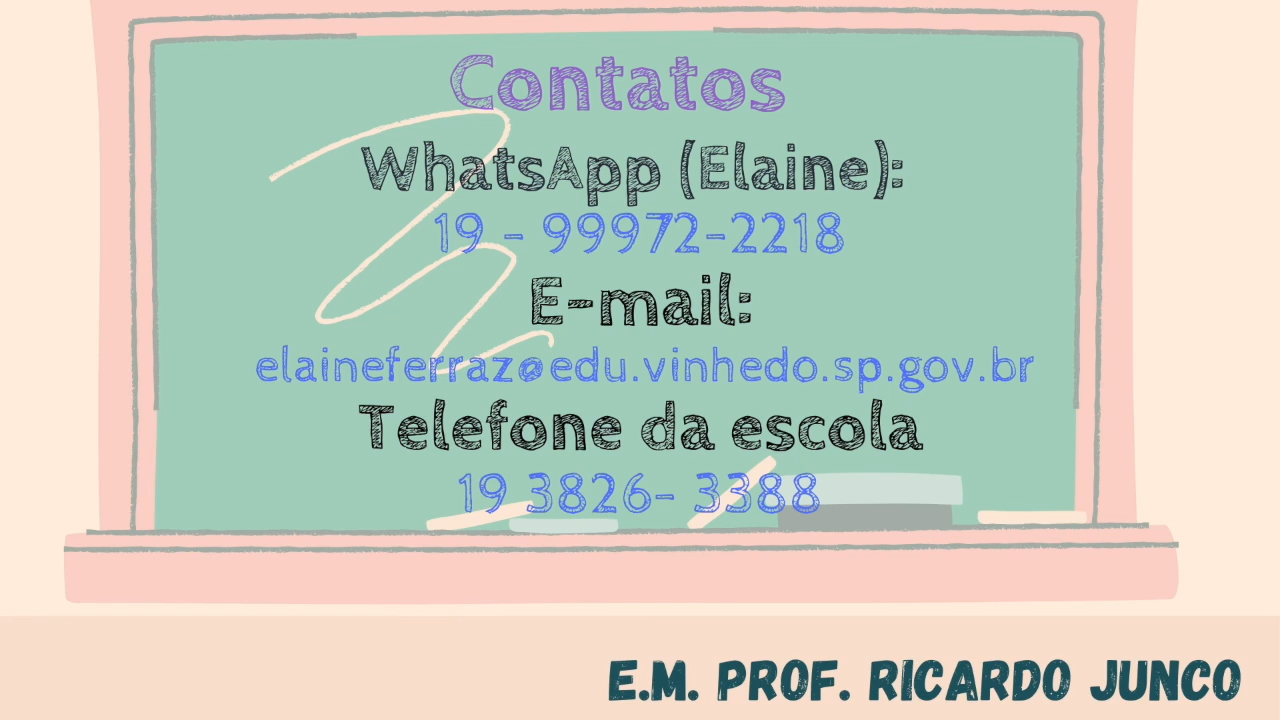 Contatos
WhatsApp (Elaine):
19 - 99972-2218
E-mail:
elaineferraz@edu.vinhedo.sp.gov.br
Telefone da escola
19 3826- 3388
E.M. PROF. RICARDO JUNCO